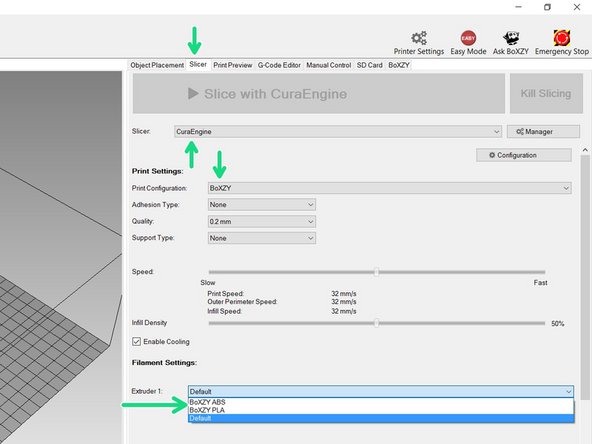 Printer Settings Easy Mode Ask BoXZY Emergency Stop
EASY
Object Placement Slicer Print Preview G-Code Editor Manual Control SD Card BoXZY
Slice with CuraEngine Kill Slicing
Slicer: CuraEngine Manager
Configuration
Print Settings:
Print Configuration: BoXZY
Adhesion Type: None
Quality: 0.2 mm
Support Type: None
Speed:
Slow Fast
Print Speed: 32 mm/s
Outer Perimeter Speed: 32 mm/s
Infill Speed: 32 mm/s
Infill Density 50%
Enable Cooling
Filament Settings:
Extruder 1: Default
BoXZY ABS
BoXZY PLA
Default